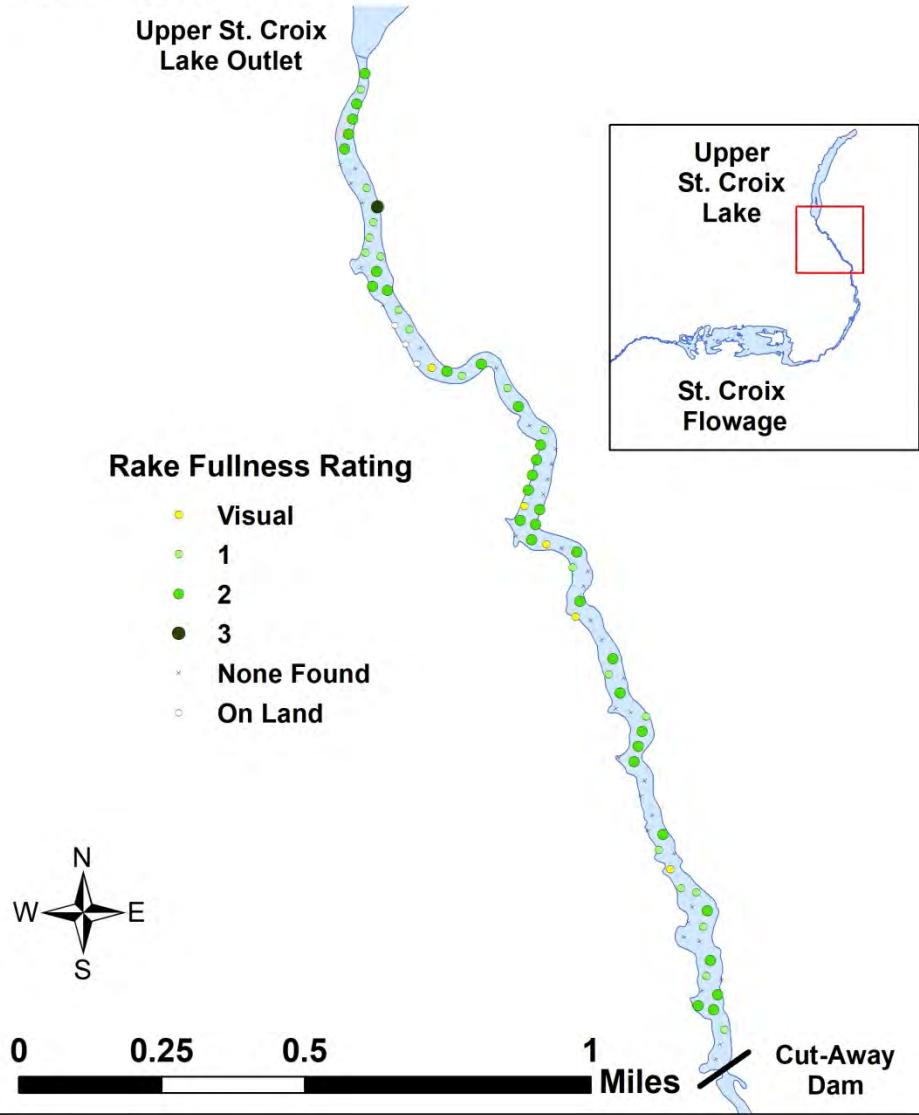 Upper St. Croix
Lake Outlet
Upper
St. Croix
Lake
St. Croix
Flowage
Rake Fullness Rating
Visual
1
2
3
None Found
On Land
N
W E
S
0 0.25 0.5 1
Miles
Cut-Away
Dam